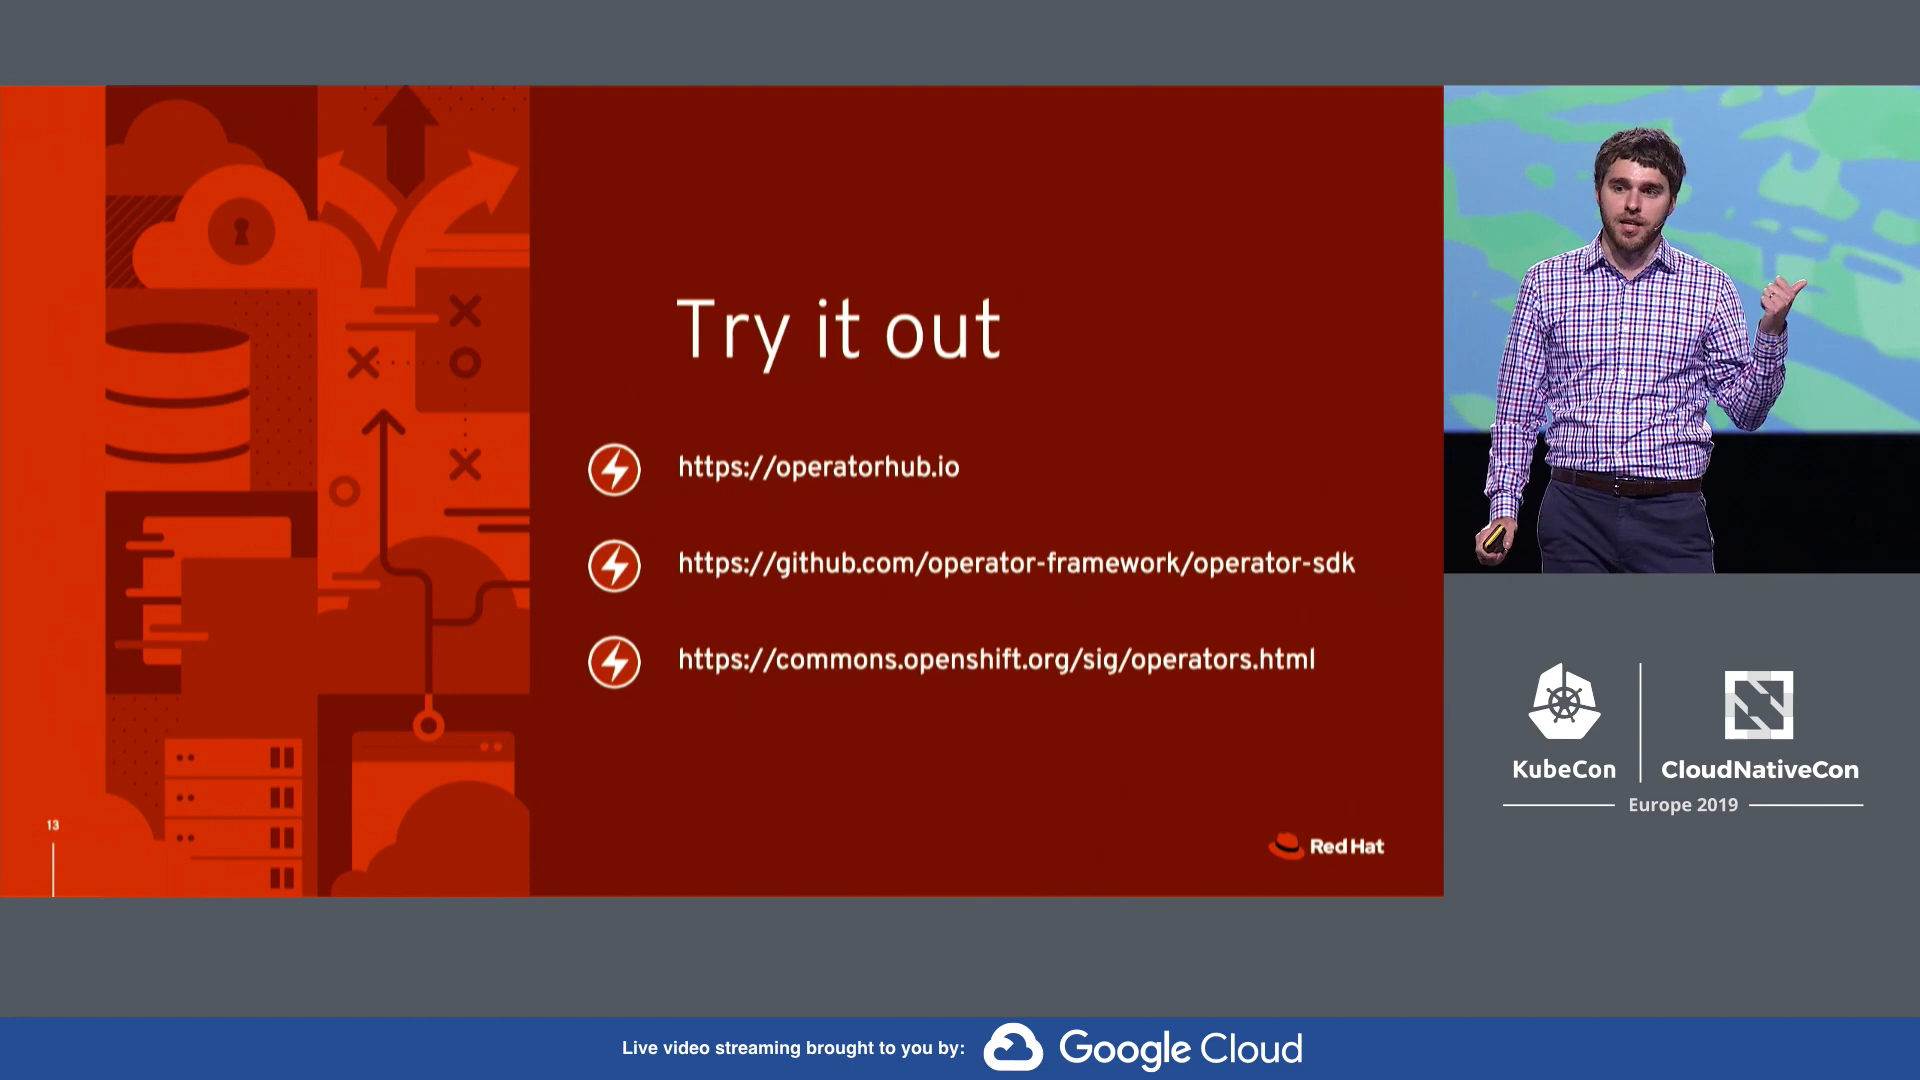 Try it out
https://operatorhub.io
https://github.com/operator-framework/operator-sdk
https://commons.openshift.org/sig/operators.html
13
Red Hat
KubeCon
CloudNativeCon
Europe 2019
Live video streaming brought to you by:
Google Cloud